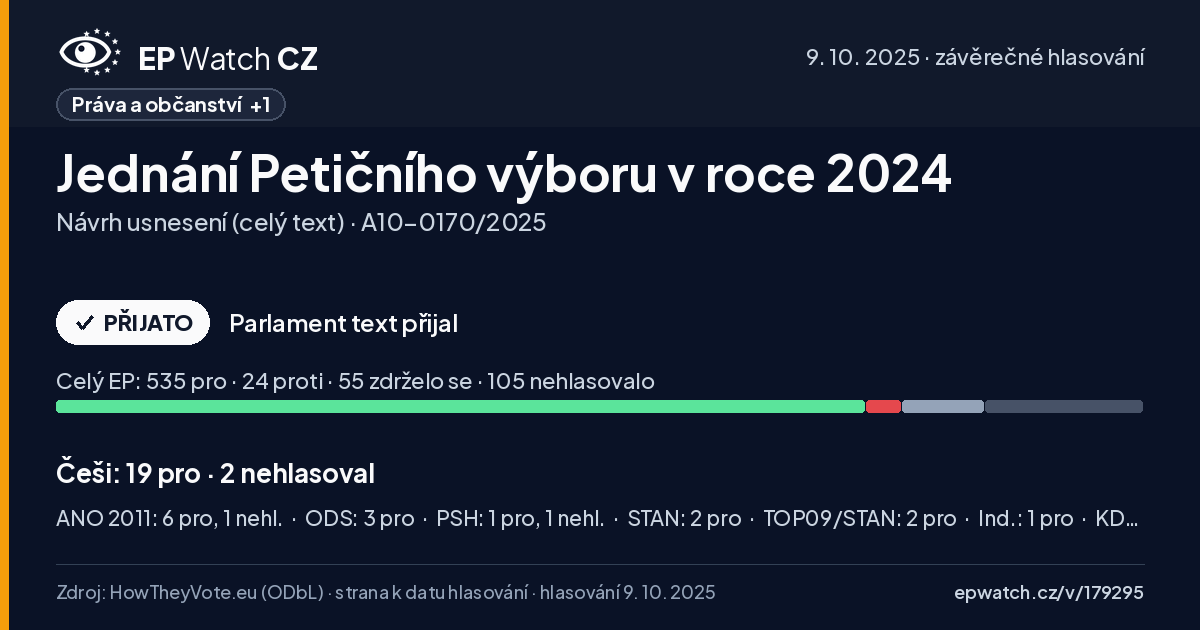 EP Watch CZ
9. 10. 2025 · závěrečné hlasování
Práva a občanství +1
Jednání Petičního výboru v roce 2024
Návrh usnesení (celý text) · A10–0170/2025
✓ PŘIJATO
Parlament text přijal
Celý EP: 535 pro · 24 proti · 55 zdrželo se · 105 nehlasovalo
Češi: 19 pro · 2 nehlasoval
ANO 2011: 6 pro, 1 nehl. · ODS: 3 pro · PSH: 1 pro, 1 nehl. · STAN: 2 pro · TOP09/STAN: 2 pro · Ind.: 1 pro · KD…
Zdroj: HowTheyVote.eu (ODbL) · strana k datu hlasování · hlasování 9. 10. 2025
epwatch.cz/v/179295